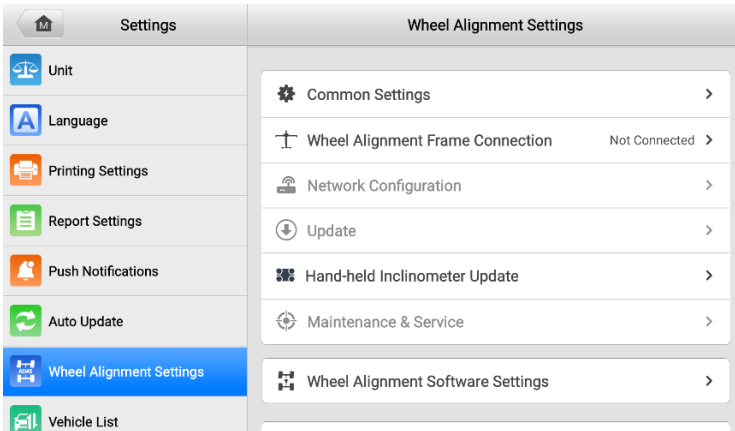 M
Settings
Wheel Alignment Settings
Unit
A
Language
Printing Settings
Report Settings
Push Notifications
Auto Update
ADAS
Wheel Alignment Settings
Vehicle List
Common Settings
Wheel Alignment Frame Connection Not Connected
Network Configuration
Update
Hand-held Inclinometer Update
Maintenance & Service
Wheel Alignment Software Settings